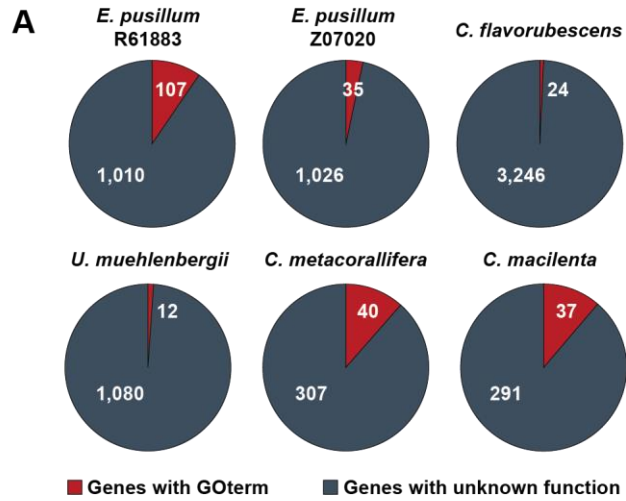 A
E. pusillum
R61883
E. pusillum
Z07020
C. flavorubescens
107
1,010
35
1,026
24
3,246
U. muehlenbergii
C. metacorallifera
C. macilenta
12
1,080
40
307
37
291
Genes with GOterm
Genes with unknown function